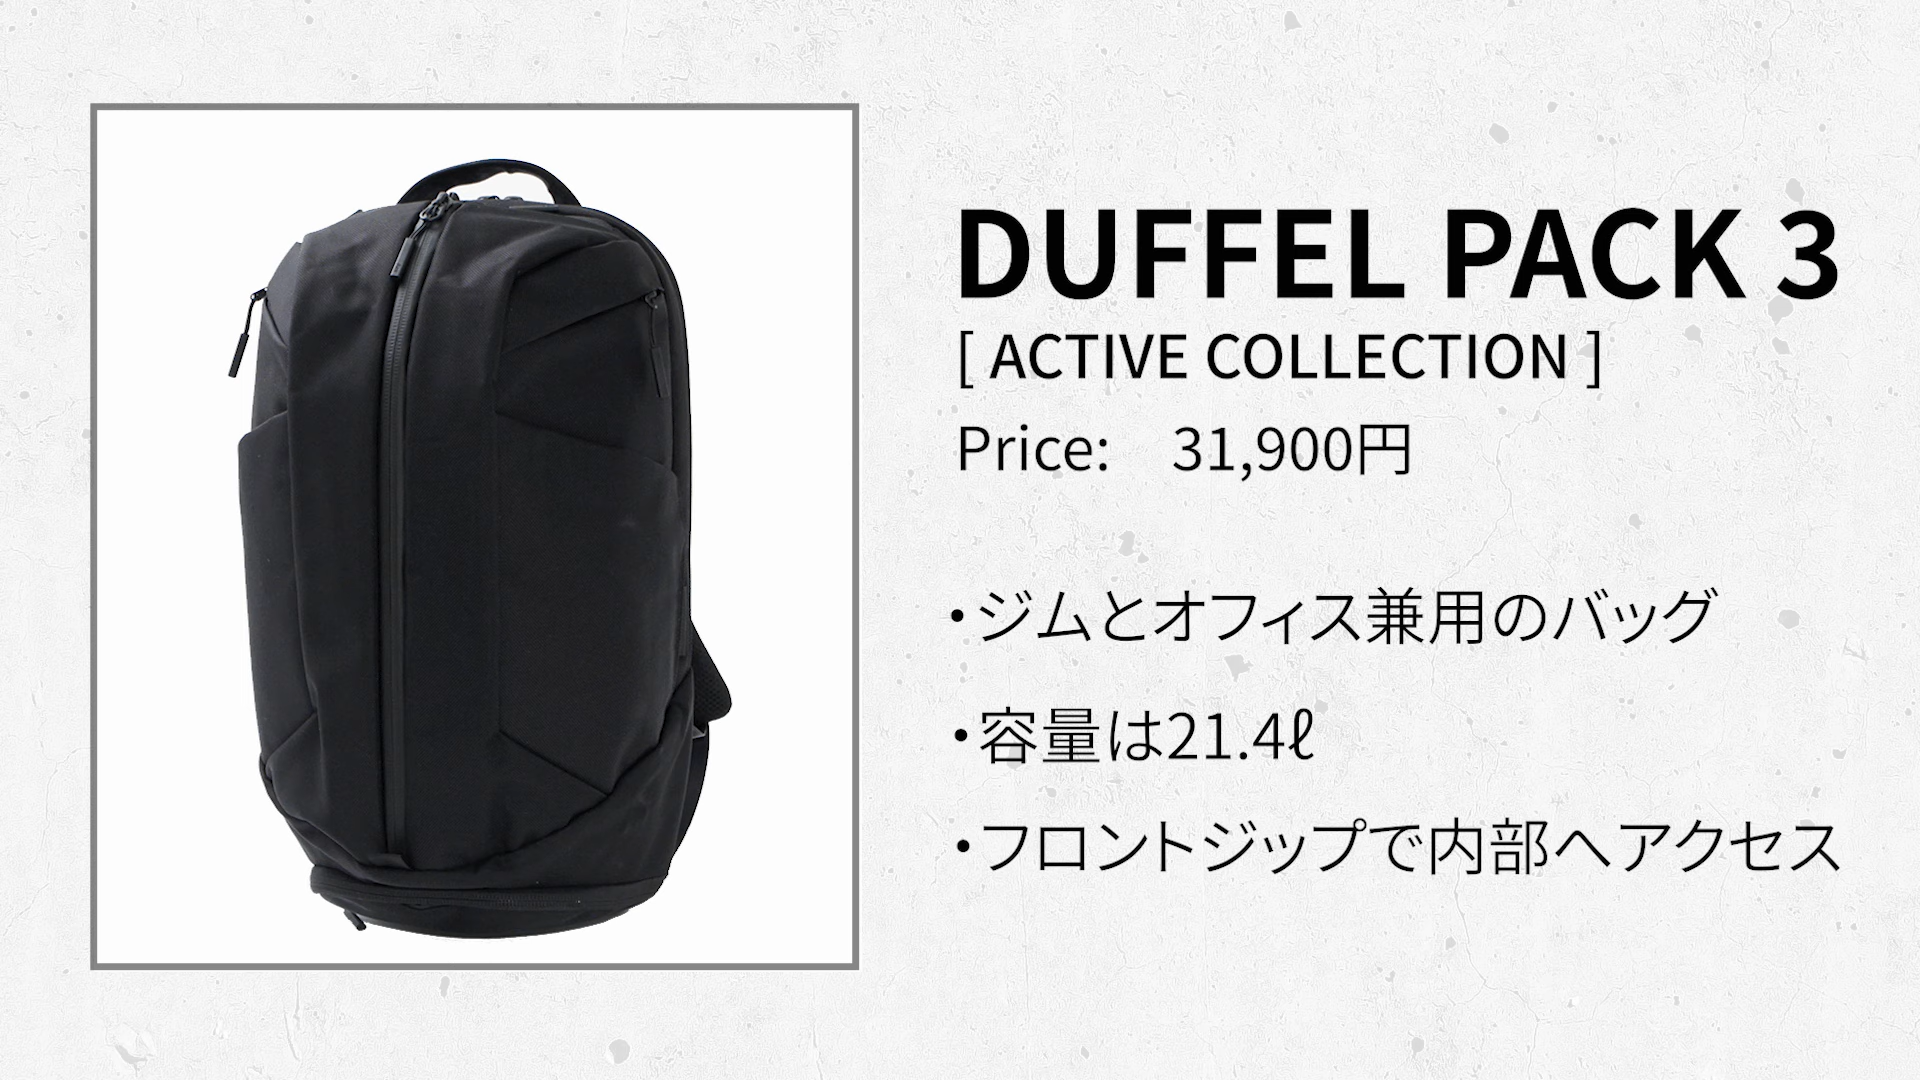 DUFFEL PACK 3
[ ACTIVE COLLECTION ]
Price: 31,900円
・ジムとオフィス兼用のバッグ
・容量は21.4ℓ
・フロントジップで内部へアクセス